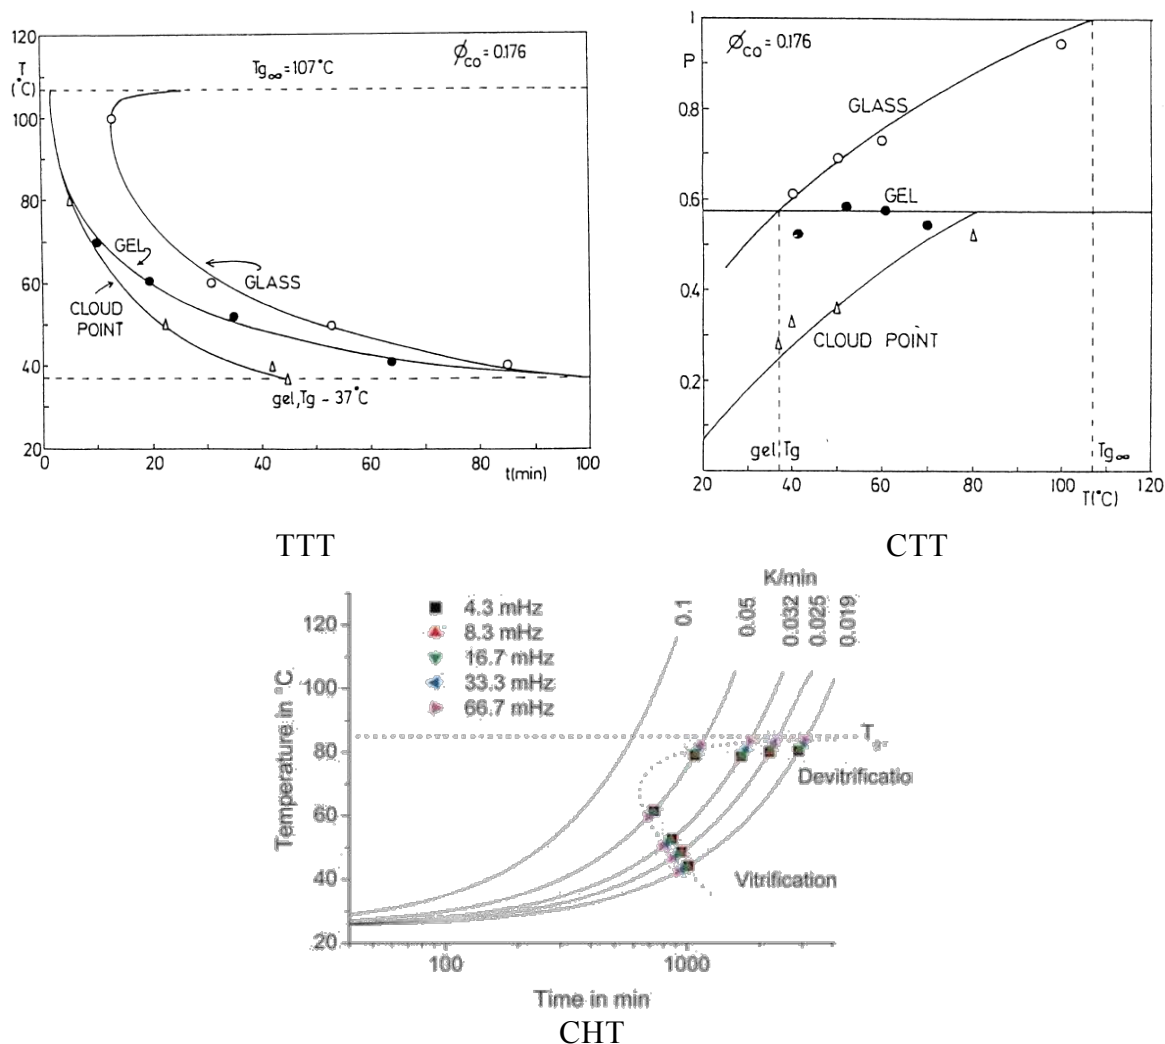 120
T
(°C)
100
80
60
40
20
0
20
40
60
80
100
t(min)
ϕco = 0.176
Tg∞ = 107°C
GEL
GLASS
CLOUD
POINT
gel,Tg - 37°C
TTT
1
P
0.8
0.6
0.4
0.2
20
40
60
80
100
120
T(°C)
ϕco = 0.176
GLASS
GEL
CLOUD POINT
gel,Tg
Tg∞
CTT
K/min
0.1
0.05
0.032
0.025
0.019
4.3 mHz
8.3 mHz
16.7 mHz
33.3 mHz
66.7 mHz
Temperature in °C
120
100
80
60
40
20
Devitrificatio
Vitrification
100
1000
Time in min
CHT